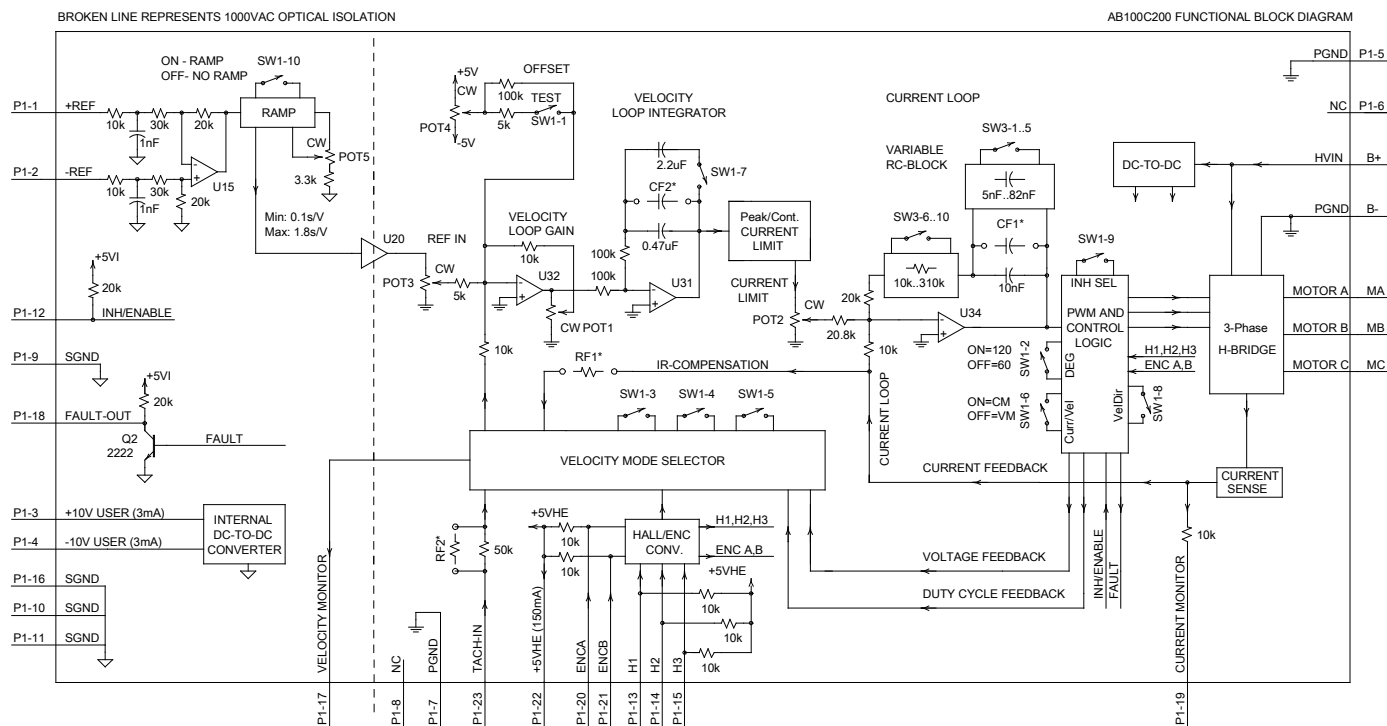 BROKEN LINE REPRESENTS 1000VAC OPTICAL ISOLATION
AB100C200 FUNCTIONAL BLOCK DIAGRAM
ON - RAMP
OFF- NO RAMP
SW1-10
RAMP
P1-1
+REF
10k
30k
20k
1nF
CW
POT5
3.3k
P1-2
-REF
10k
30k
1nF
20k
U15
Min: 0.1s/V
Max: 1.8s/V
U20
+5VI
20k
P1-12
INH/ENABLE
P1-9
SGND
+5VI
20k
P1-18
FAULT-OUT
Q2
2222
FAULT
P1-3
+10V USER (3mA)
P1-4
-10V USER (3mA)
INTERNAL
DC-TO-DC
CONVERTER
P1-16
SGND
P1-10
SGND
P1-11
SGND
+5V
CW
POT4
-5V
OFFSET
100k
TEST
5k
SW1-1
VELOCITY
LOOP INTEGRATOR
2.2uF
SW1-7
CF2*
0.47uF
100k
100k
U31
VELOCITY
LOOP GAIN
10k
U32
CW POT1
REF IN
CW
POT3
5k
10k
Peak/Cont.
CURRENT
LIMIT
CURRENT
LIMIT
CW
POT2
20.8k
CURRENT LOOP
VARIABLE
RC-BLOCK
SW3-1..5
5nF..82nF
SW3-6..10
10k..310k
CF1*
10nF
20k
10k
U34
RF1*
IR-COMPENSATION
CURRENT LOOP
SW1-3
SW1-4
SW1-5
VELOCITY MODE SELECTOR
SW1-9
INH SEL
PWM AND
CONTROL
LOGIC
ON=120
OFF=60
SW1-2
DEG
ON=CM
OFF=VM
SW1-6
Curr/Vel
VelDir
SW1-8
H1,H2,H3
ENC A,B
DC-TO-DC
3-Phase
H-BRIDGE
CURRENT
SENSE
PGND
P1-5
NC
P1-6
HVIN
B+
PGND
B-
MOTOR A
MA
MOTOR B
MB
MOTOR C
MC
CURRENT FEEDBACK
VOLTAGE FEEDBACK
DUTY CYCLE FEEDBACK
INH/ENABLE
FAULT
10k
CURRENT MONITOR
P1-19
VELOCITY MONITOR
P1-17
NC
P1-8
PGND
P1-7
RF2*
50k
TACH-IN
P1-23
+5VHE
10k
10k
+5VHE (150mA)
P1-22
ENCA
P1-20
ENCB
P1-21
HALL/ENC
CONV.
H1,H2,H3
ENC A,B
+5VHE
10k
10k
10k
H1
P1-13
H2
P1-14
H3
P1-15